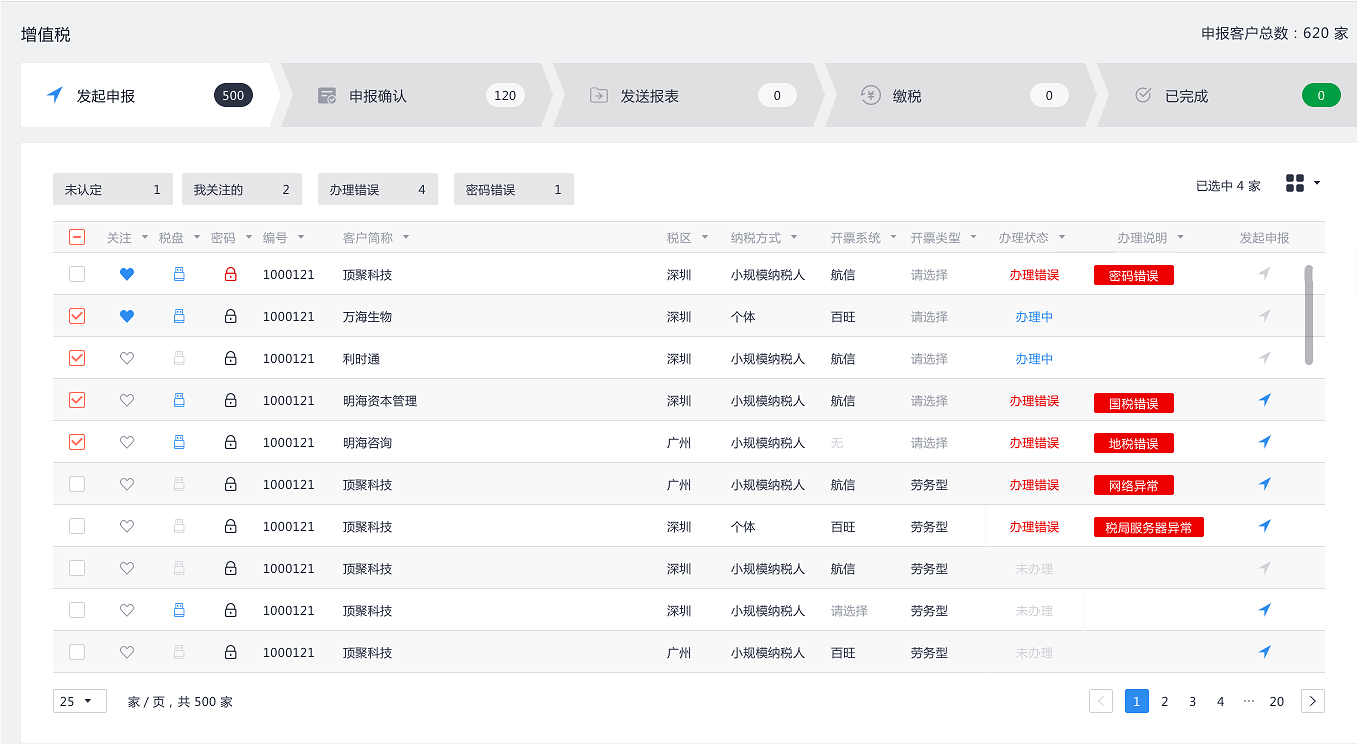 增值税
申报客户总数：620 家
发起申报 500 申报确认 120 发送报表 0 缴税 0 已完成 0
未认定 1 我关注的 2 办理错误 4 密码错误 1 已选中 4 家
关注 税盘 密码 编号 客户简称 税区 纳税方式 开票系统 开票类型 办理状态 办理说明 发起申报
1000121 顶聚科技 深圳 小规模纳税人 航信 请选择 办理错误 密码错误
1000121 万海生物 深圳 个体 百旺 请选择 办理中
1000121 利时通 深圳 小规模纳税人 航信 请选择 办理中
1000121 明海资本管理 深圳 小规模纳税人 航信 请选择 办理错误 国税错误
1000121 明海咨询 广州 小规模纳税人 无 请选择 办理错误 地税错误
1000121 顶聚科技 广州 小规模纳税人 航信 劳务型 办理错误 网络异常
1000121 顶聚科技 深圳 个体 百旺 劳务型 办理错误 税局服务器异常
1000121 顶聚科技 深圳 小规模纳税人 航信 劳务型 未办理
1000121 顶聚科技 深圳 小规模纳税人 请选择 劳务型 未办理
1000121 顶聚科技 广州 小规模纳税人 百旺 劳务型 未办理
25 家 / 页，共 500 家 1 2 3 4 ··· 20